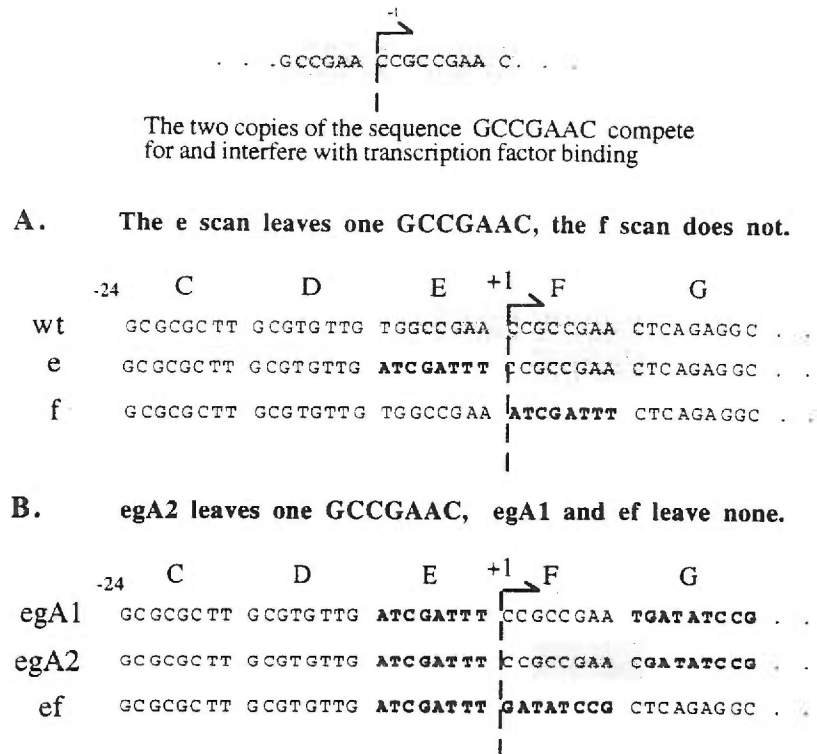 -1
. . .GCCGAA CCGCCGAA C. . .
The two copies of the sequence GCCGAAC compete
for and interfere with transcription factor binding
A. The e scan leaves one GCCGAAC, the f scan does not.
-24 C D E +1 F G
wt GCGCGCTT GCGTGTTG TGGCCGAA CCGCCGAA CTCAGAGGC . .
e GCGCGCTT GCGTGTTG ATCGATTT CCGCCGAA CTCAGAGGC . .
f GCGCGCTT GCGTGTTG TGGCCGAA ATCGATTT CTCAGAGGC . .
B. egA2 leaves one GCCGAAC, egA1 and ef leave none.
-24 C D E +1 F G
egA1 GCGCGCTT GCGTGTTG ATCGATTT CCGCCGAA TGATATCCG . .
egA2 GCGCGCTT GCGTGTTG ATCGATTT CCGCCGAA CGATATCCG . .
ef GCGCGCTT GCGTGTTG ATCGATTT GATATCCG CTCAGAGGC . .